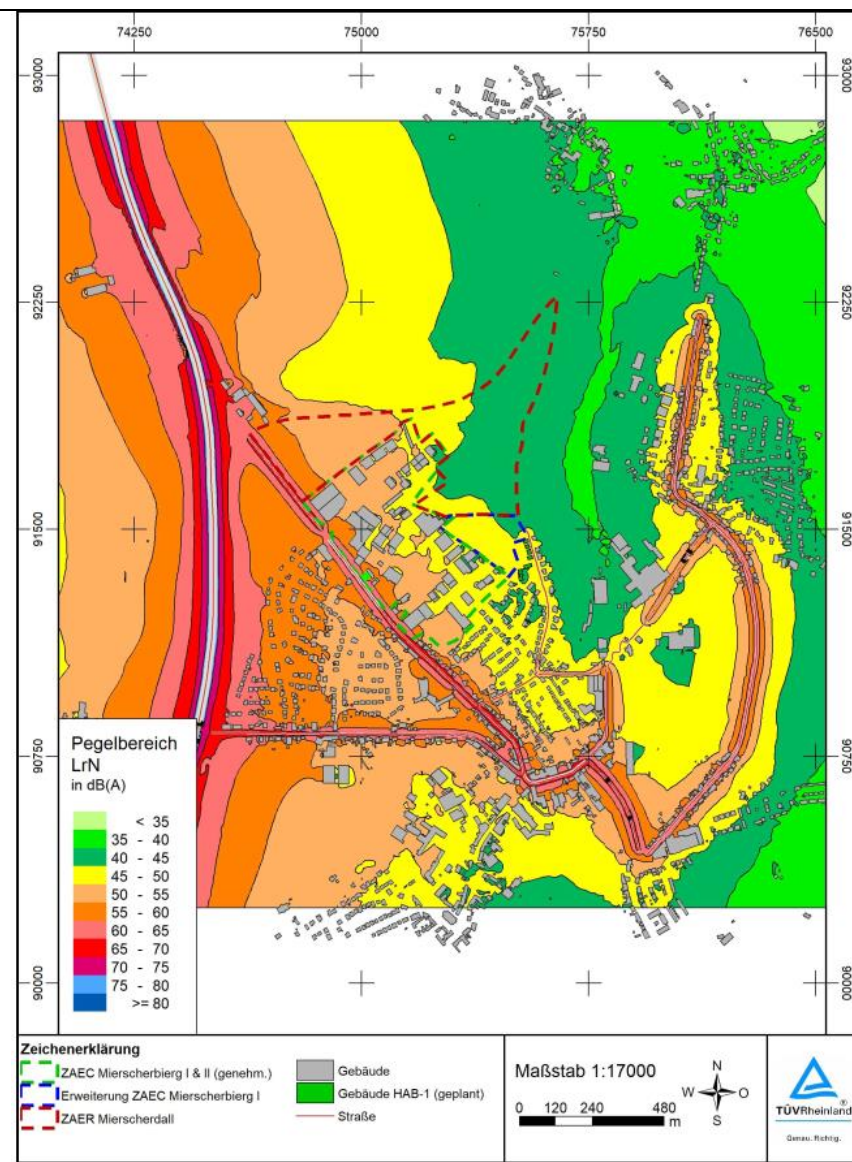 74250 75000 75750 76500
93000 93000
92250 92250
91500 91500
90750 90750
90000 90000
Pegelbereich
LrN
in dB(A)
< 35
35 - 40
40 - 45
45 - 50
50 - 55
55 - 60
60 - 65
65 - 70
70 - 75
75 - 80
>= 80
Zeichenerklärung
ZAEC Mierscherbierg I & II (genehm.)
Erweiterung ZAEC Mierscherbierg I
ZAER Mierscherdall
Gebäude
Gebäude HAB-1 (geplant)
Straße
Maßstab 1:17000
0 120 240 480
m
N
W O
S
TÜVRheinland®
Genau. Richtig.